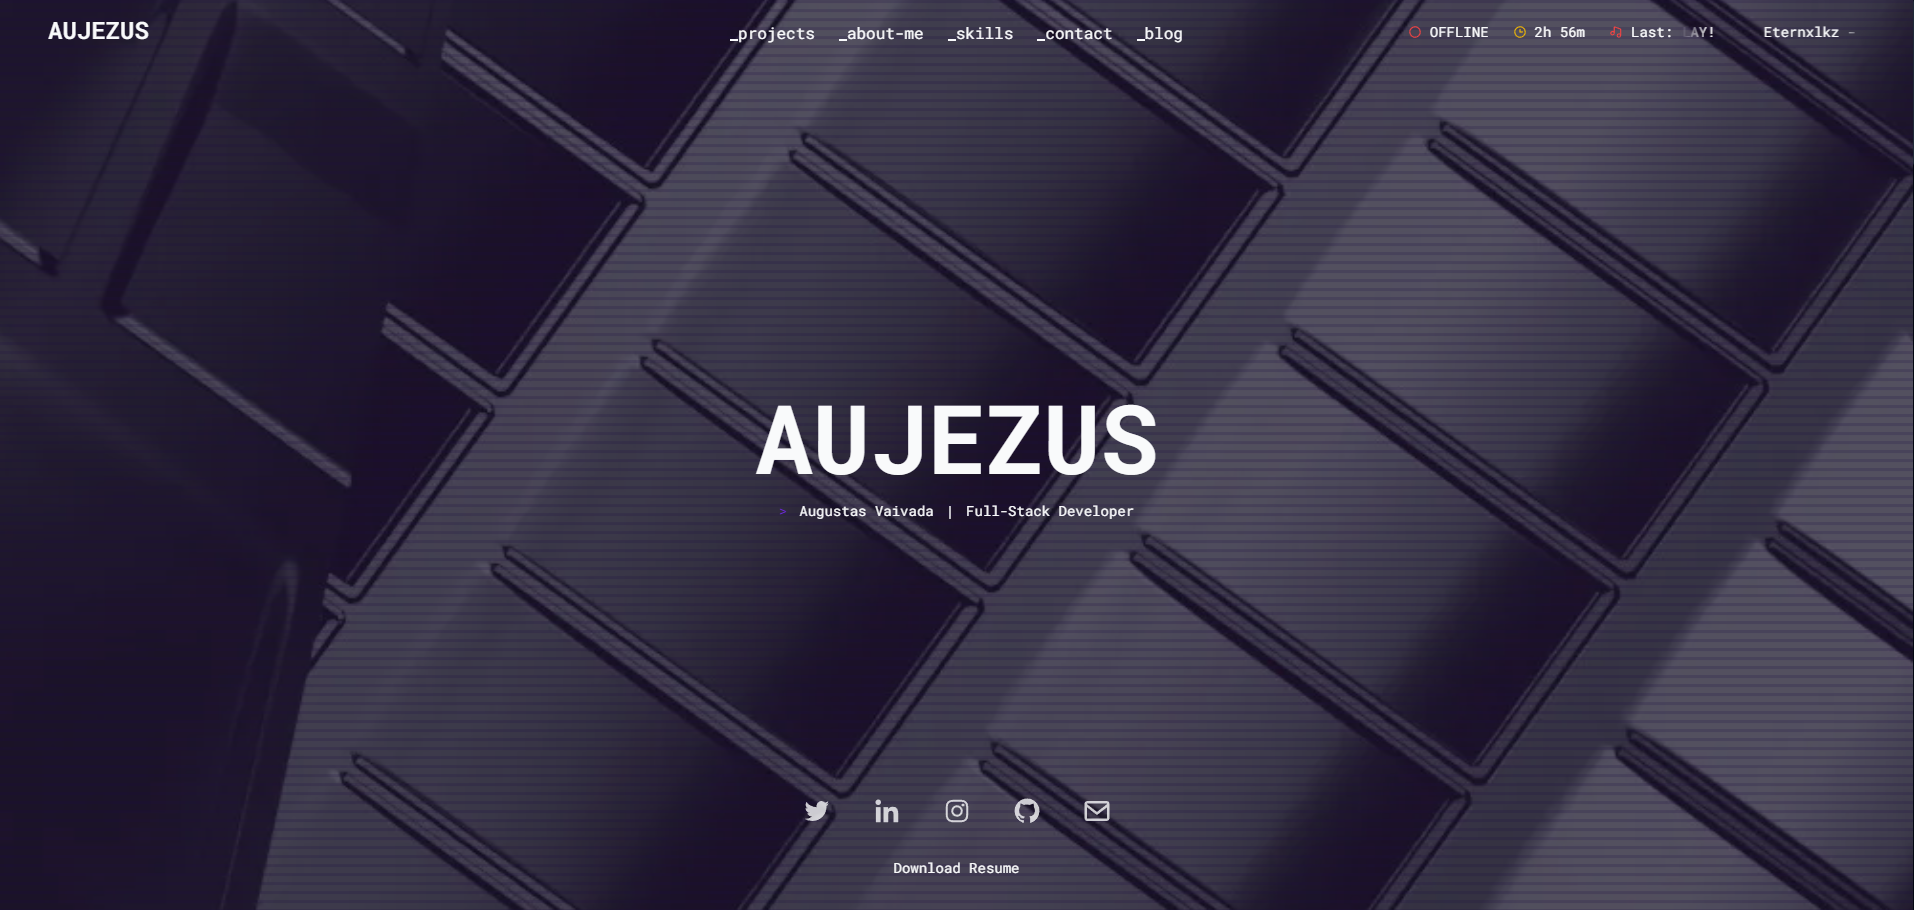 AUJEZUS
_projects _about-me _skills _contact _blog
OFFLINE 2h 56m Last: LAY! Eternxlkz -
AUJEZUS
> Augustas Vaivada | Full-Stack Developer
Download Resume